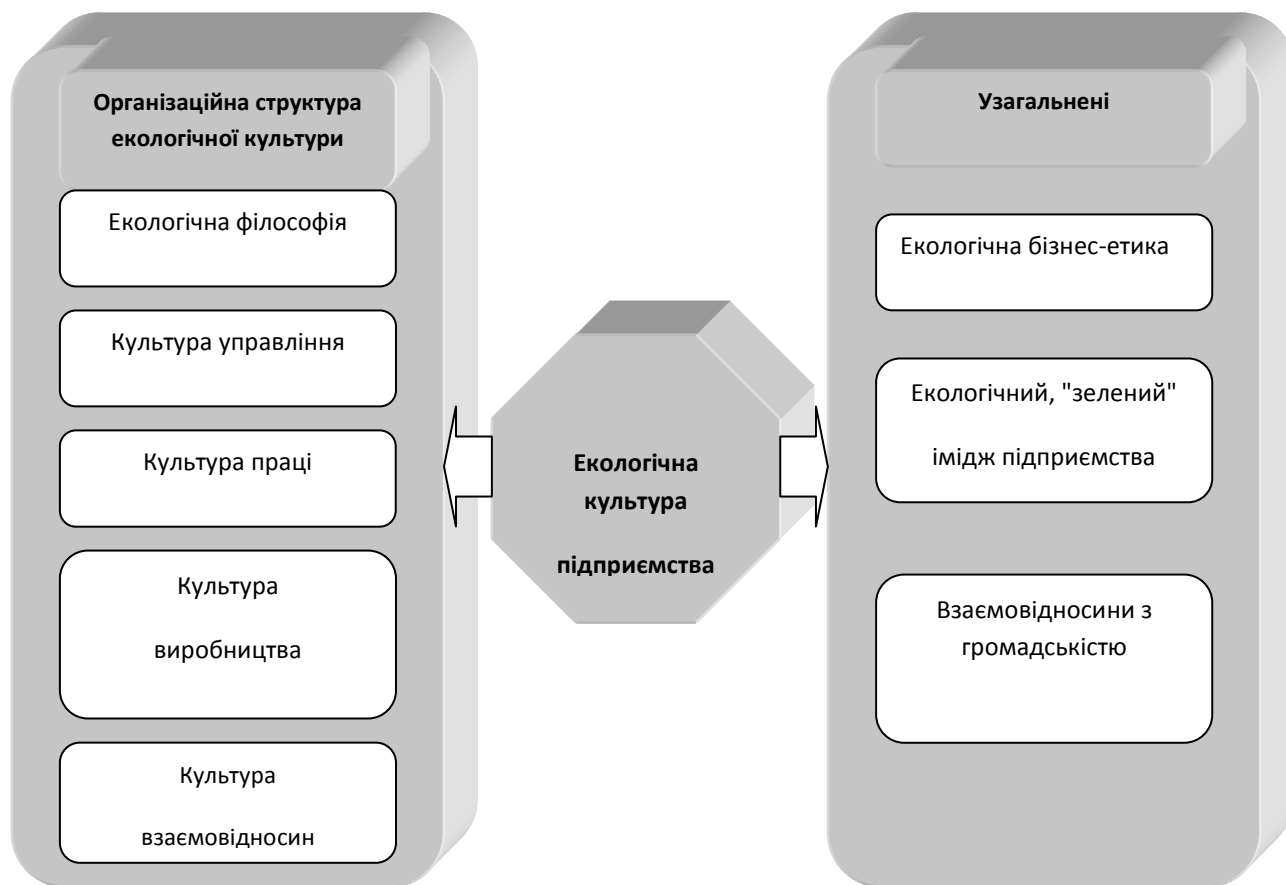 Організаційна структура
екологічної культури
Екологічна філософія
Культура управління
Культура праці
Культура
виробництва
Культура
взаємовідносин
Екологічна
культура
підприємства
Узагальнені
Екологічна бізнес-етика
Екологічний, "зелений"
імідж підприємства
Взаємовідносини з
громадськістю